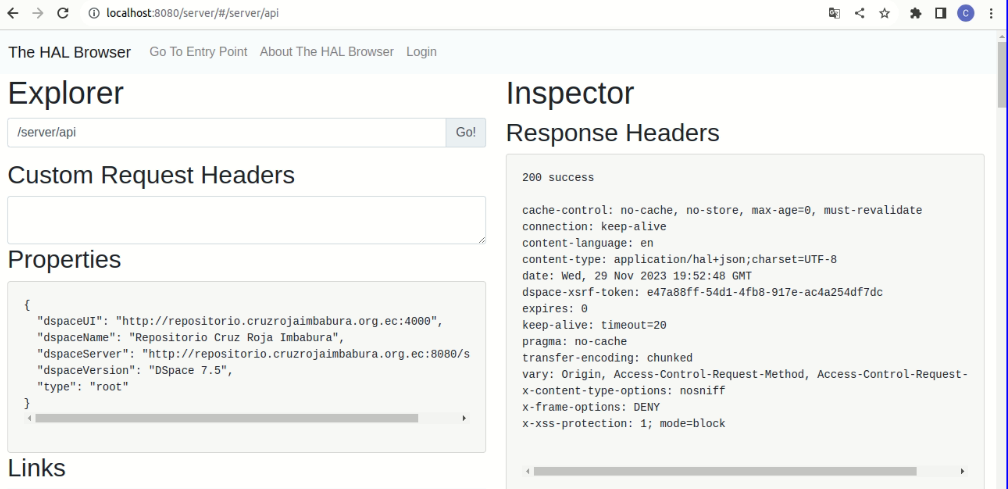 localhost:8080/server/#/server/api
C
The HAL Browser Go To Entry Point About The HAL Browser Login
Explorer
/server/api Go!
Custom Request Headers
Properties
{
"dspaceUI": "http://repositorio.cruzrojaimbabura.org.ec:4000",
"dspaceName": "Repositorio Cruz Roja Imbabura",
"dspaceServer": "http://repositorio.cruzrojaimbabura.org.ec:8080/s
"dspaceVersion": "DSpace 7.5",
"type": "root"
}
Links
Inspector
Response Headers
200 success
cache-control: no-cache, no-store, max-age=0, must-revalidate
connection: keep-alive
content-language: en
content-type: application/hal+json;charset=UTF-8
date: Wed, 29 Nov 2023 19:52:48 GMT
dspace-xsrf-token: e47a88ff-54d1-4fb8-917e-ac4a254df7dc
expires: 0
keep-alive: timeout=20
pragma: no-cache
transfer-encoding: chunked
vary: Origin, Access-Control-Request-Method, Access-Control-Request-
x-content-type-options: nosniff
x-frame-options: DENY
x-xss-protection: 1; mode=block